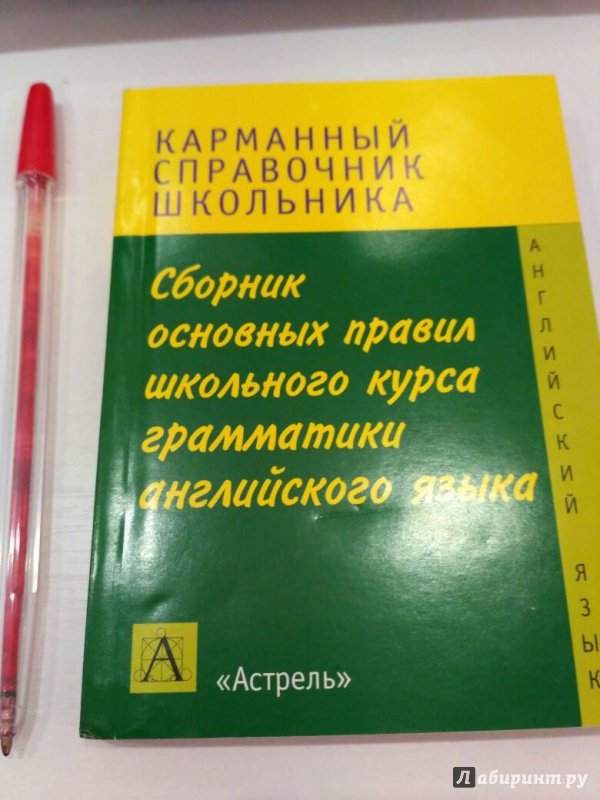 КАРМАННЫЙ
СПРАВОЧНИК
ШКОЛЬНИКА
Сборник
основных правил
школьного курса
грамматики
английского языка
АНГЛИЙСКИЙ ЯЗЫК
А
«Астрель»
Л Лабиринт.ру